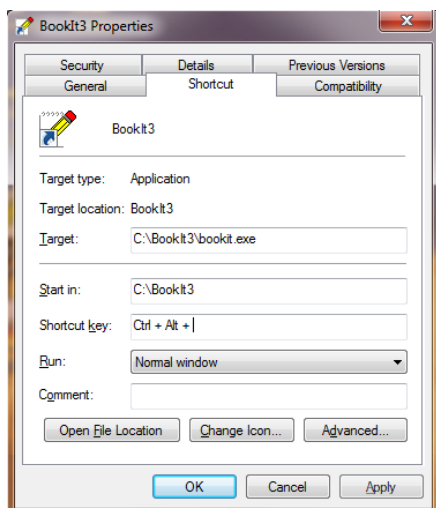 BookIt3 Properties
Security Details Previous Versions
General Shortcut Compatibility
BookIt3
Target type: Application
Target location: BookIt3
Target: C:\BookIt3\bookit.exe
Start in: C:\BookIt3
Shortcut key: Ctrl + Alt +
Run: Normal window
Comment:
Open File Location Change Icon... Advanced...
OK Cancel Apply